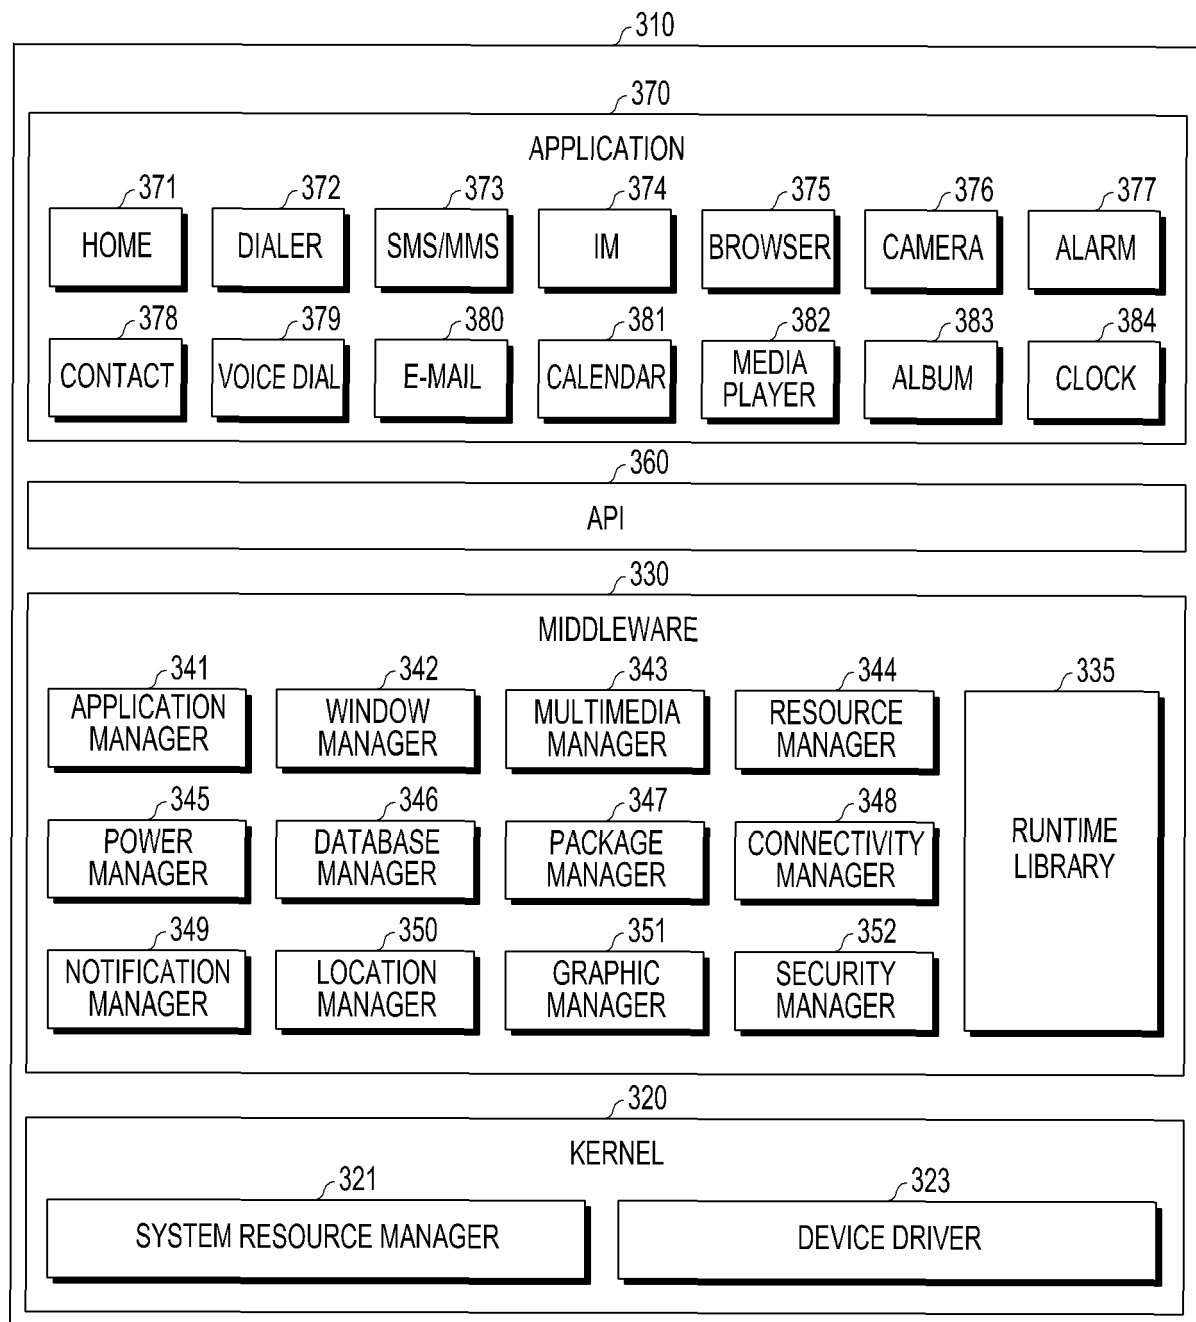 310
370
APPLICATION
371 372 373 374 375 376 377
HOME DIALER SMS/MMS IM BROWSER CAMERA ALARM
378 379 380 381 382 383 384
CONTACT VOICE DIAL E-MAIL CALENDAR MEDIA PLAYER ALBUM CLOCK
360
API
330
MIDDLEWARE
341 342 343 344 335
APPLICATION MANAGER WINDOW MANAGER MULTIMEDIA MANAGER RESOURCE MANAGER
345 346 347 348
POWER MANAGER DATABASE MANAGER PACKAGE MANAGER CONNECTIVITY MANAGER RUNTIME LIBRARY
349 350 351 352
NOTIFICATION MANAGER LOCATION MANAGER GRAPHIC MANAGER SECURITY MANAGER
320
KERNEL
321 323
SYSTEM RESOURCE MANAGER DEVICE DRIVER